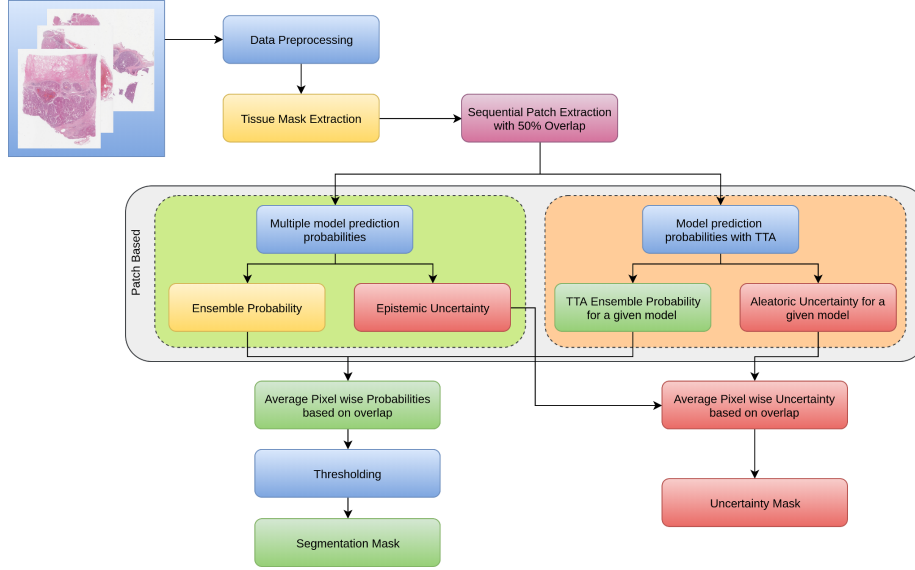 Data Preprocessing
Tissue Mask Extraction
Sequential Patch Extraction
with 50% Overlap
Patch Based
Multiple model prediction
probabilities
Model prediction
probabilities with TTA
Ensemble Probability
Epistemic Uncertainty
TTA Ensemble Probability
for a given model
Aleatoric Uncertainty for a
given model
Average Pixel wise Probabilities
based on overlap
Average Pixel wise Uncertainty
based on overlap
Thresholding
Uncertainty Mask
Segmentation Mask